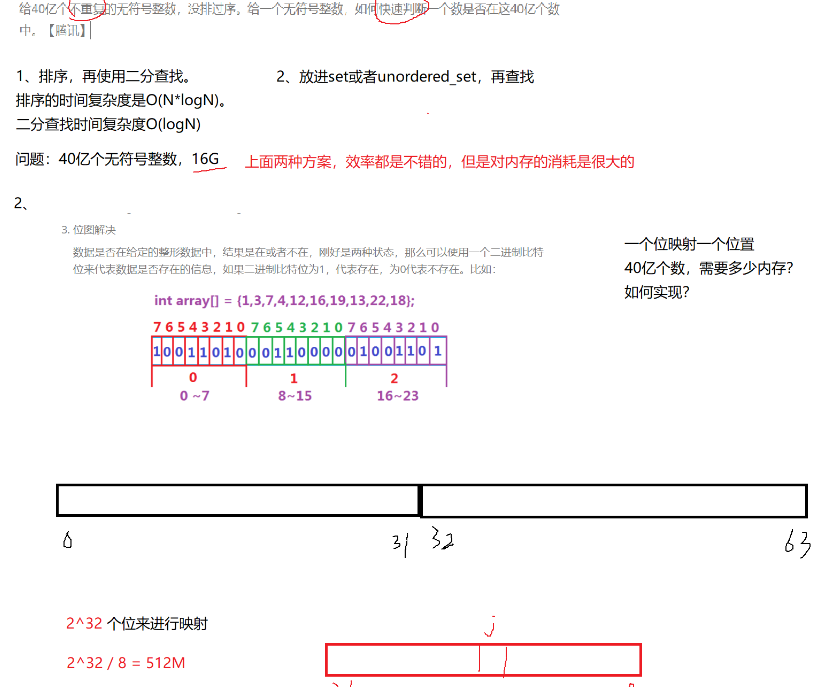 给40亿个不重复的无符号整数，没排过序。给一个无符号整数，如何快速判断一个数是否在这40亿个数
中。【腾讯】
1、排序，再使用二分查找。
2、放进set或者unordered_set，再查找
排序的时间复杂度是O(N*logN)。
二分查找时间复杂度O(logN)
问题：40亿个无符号整数，16G
上面两种方案，效率都是不错的，但是对内存的消耗是很大的
2、
3. 位图解决
数据是否在给定的整形数据中，结果是在或者不在，刚好是两种状态，那么可以使用一个二进制比特
位来代表数据是否存在的信息，如果二进制比特位为1，代表存在，为0代表不存在。比如：
一个位映射一个位置
40亿个数，需要多少内存？
如何实现？
int array[] = {1,3,7,4,12,16,19,13,22,18};
7 6 5 4 3 2 1 0 7 6 5 4 3 2 1 0 7 6 5 4 3 2 1 0
1 0 0 1 1 0 1 0 0 0 1 1 0 0 0 0 0 1 0 0 1 1 0 1
0 1 2
0 ~7 8~15 16~23
0 31 32 63
2^32 个位来进行映射
2^32 / 8 = 512M
j